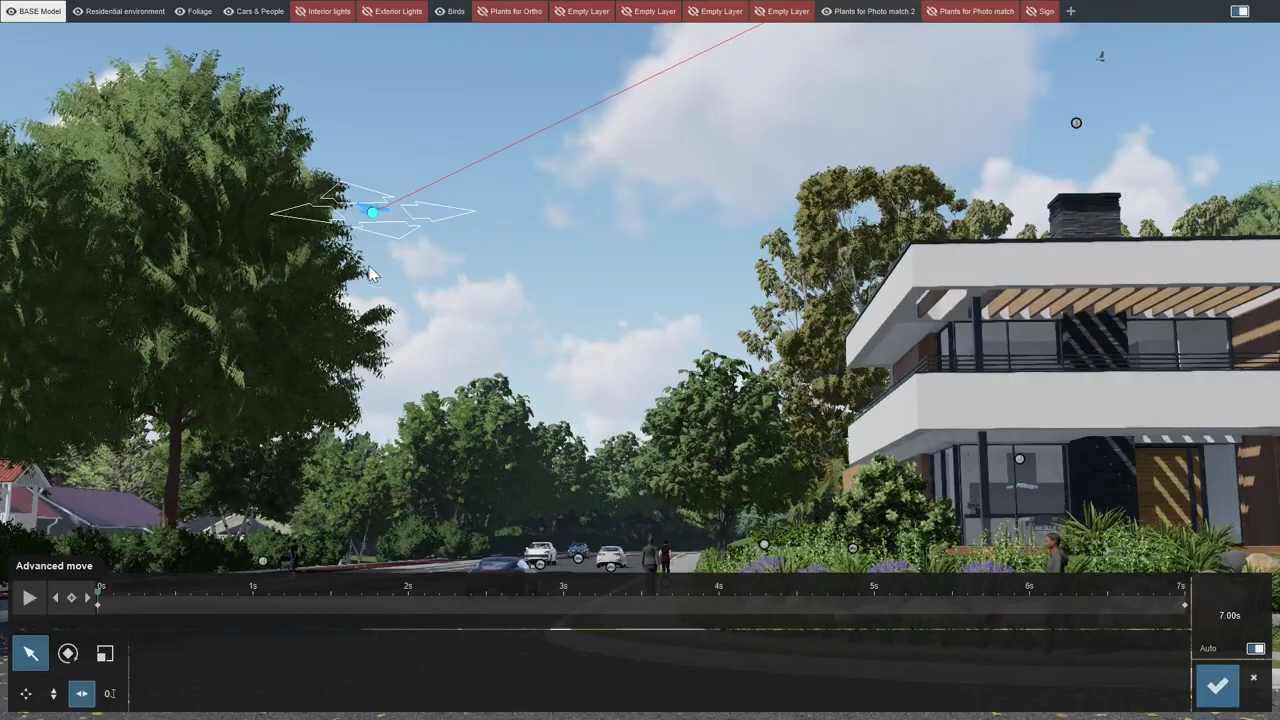 BASE Model Residential environment Foliage Cars & People Interior lights Exterior Lights Birds Plants for Ortho Empty Layer Empty Layer Empty Layer Empty Layer Plants for Photo match 2 Plants for Photo match Sign +
Advanced move
0s 1s 2s 3s 4s 5s 6s 7s
7.00s
Auto